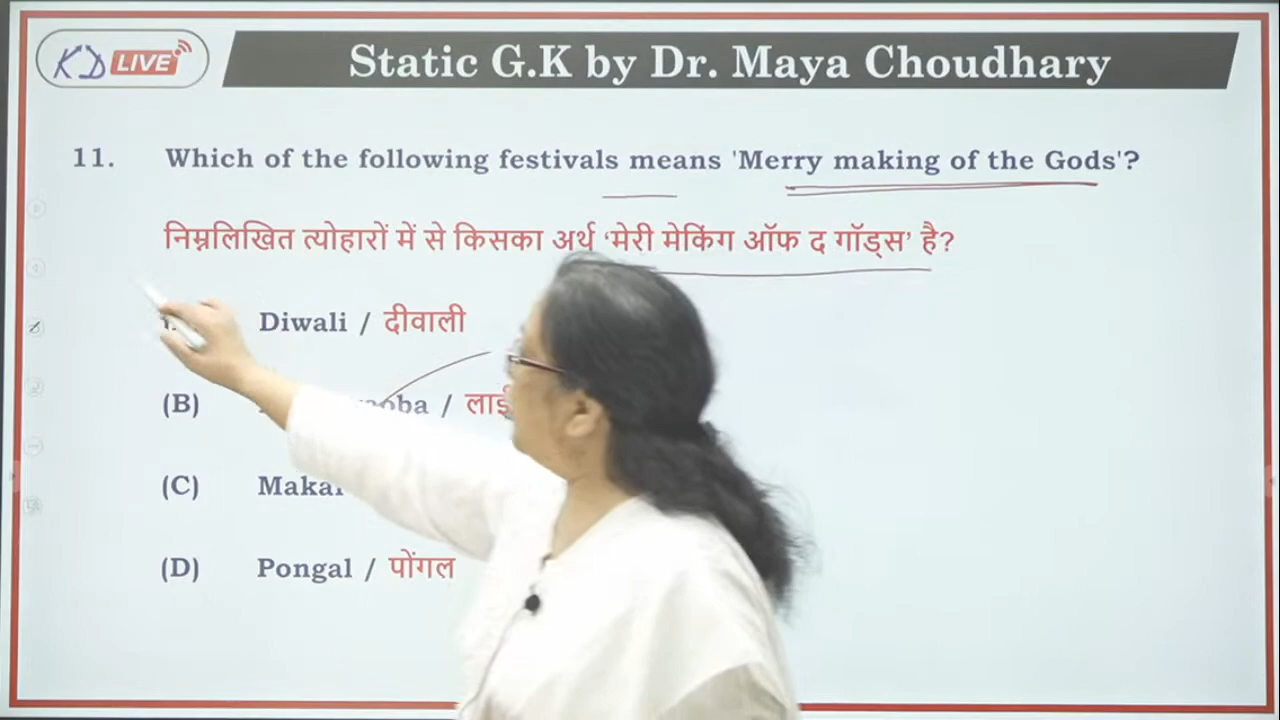 KD LIVE
Static G.K by Dr. Maya Choudhary
11. Which of the following festivals means 'Merry making of the Gods'?
निम्नलिखित त्योहारों में से किसका अर्थ ‘मेरी मेकिंग ऑफ द गॉड्स’ है?
Diwali / दीवाली
(B) /
(C)
(D) Pongal / पोंगल